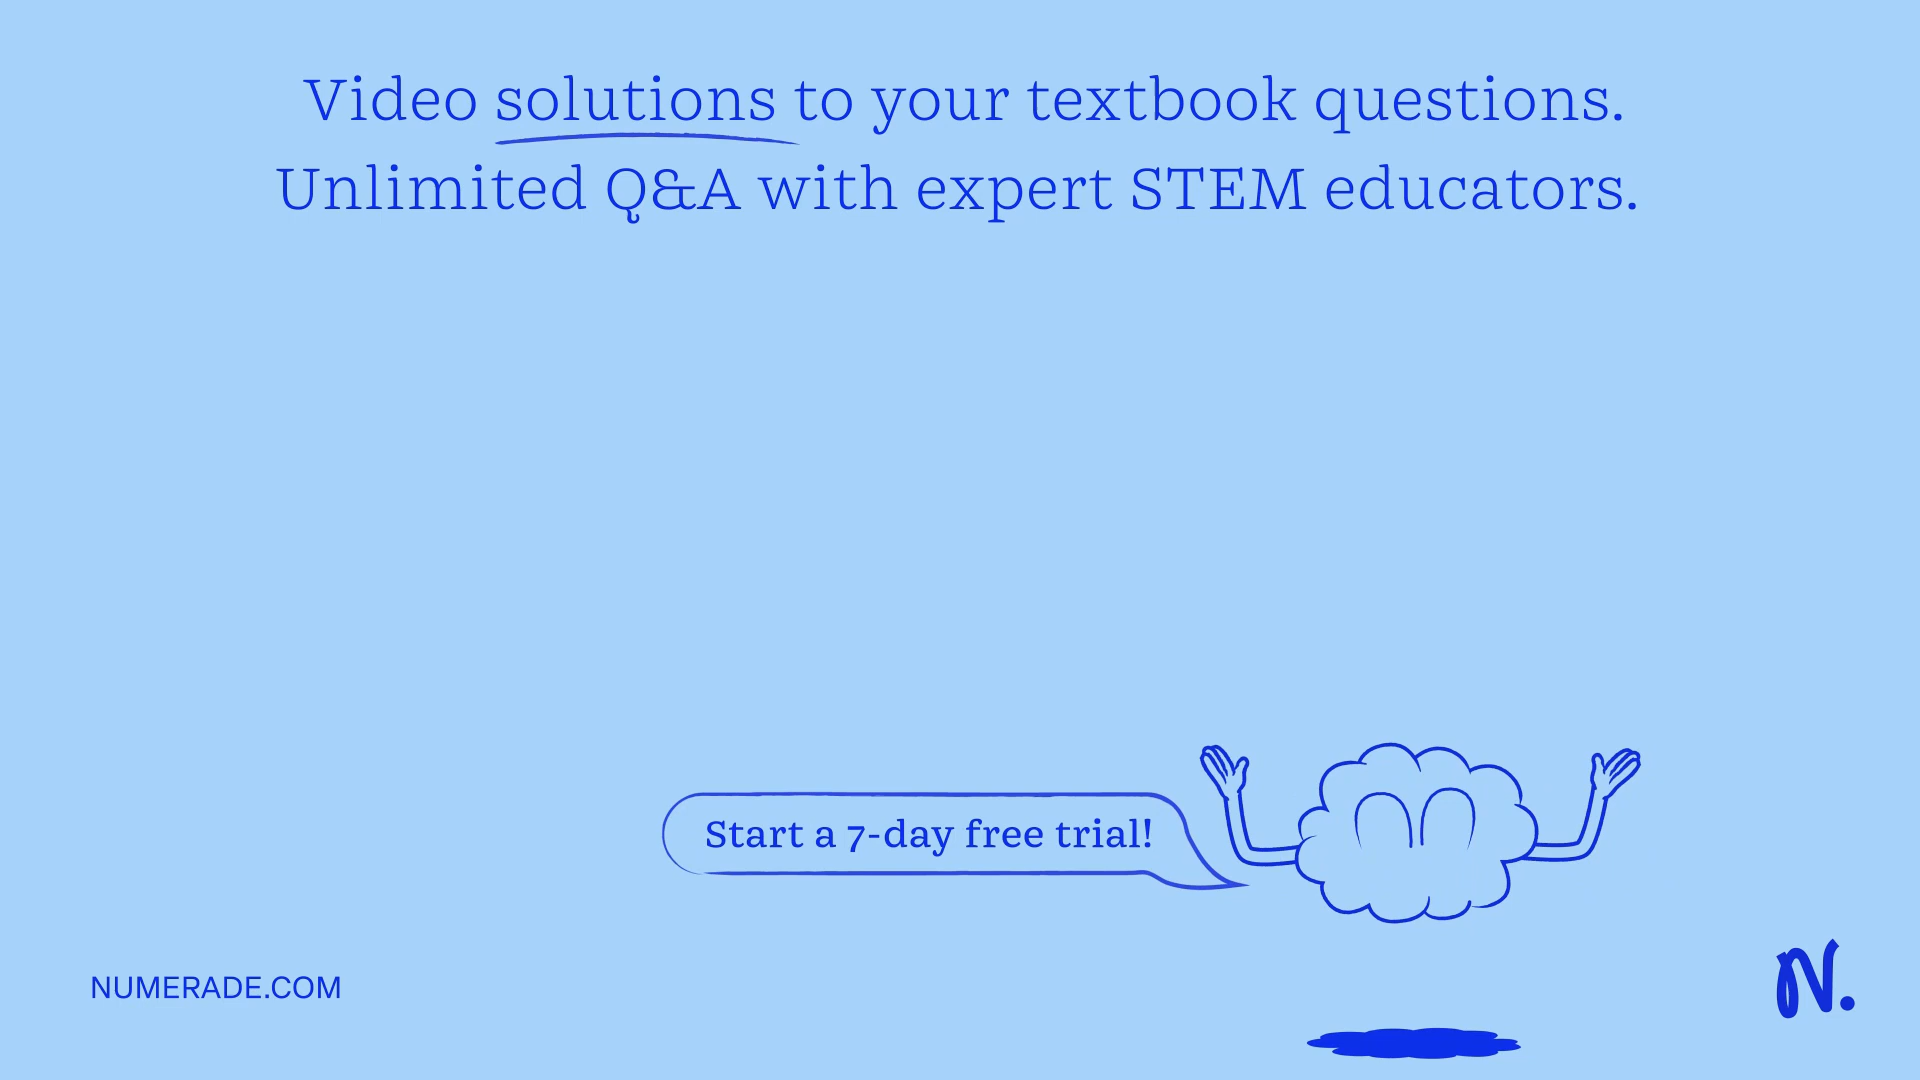 Video solutions to your textbook questions.
Unlimited Q&A with expert STEM educators.
Start a 7-day free trial!
NUMERADE.COM
N.